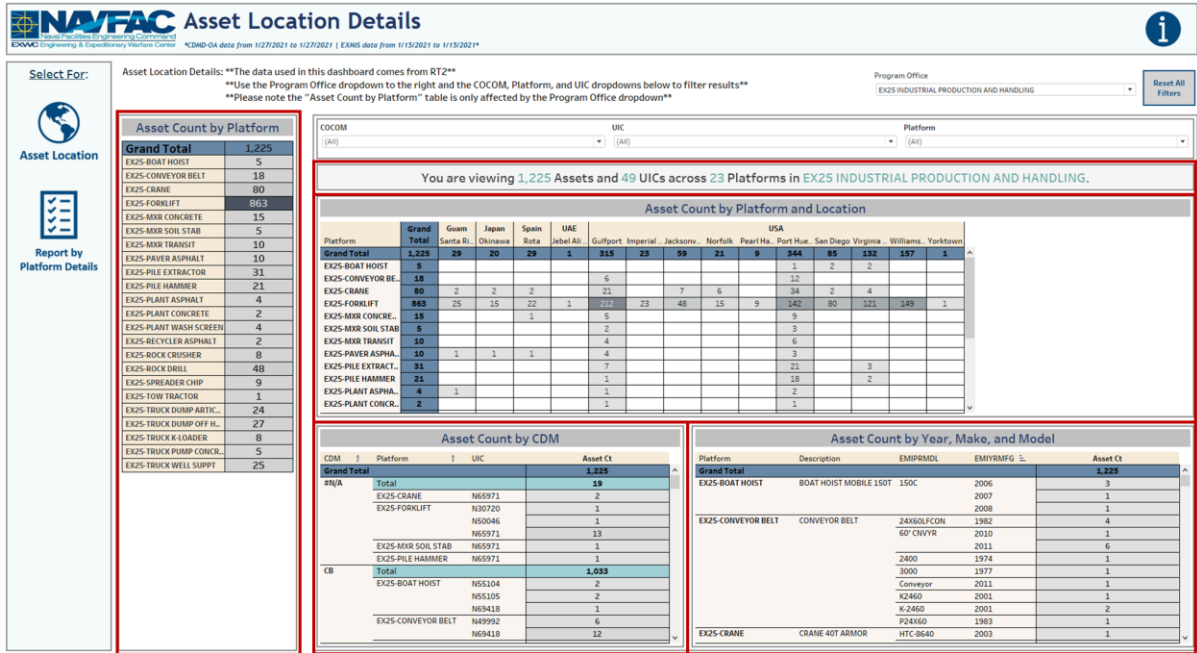 NAVFAC
Naval Facilities Engineering Command
EXWC Engineering & Expeditionary Warfare Center
Asset Location Details
*CDMD-OA data from 1/27/2021 to 1/27/2021 | EXMIS data from 1/15/2021 to 1/15/2021*
i
Select For:
Asset Location
Report by
Platform Details
Asset Location Details: **The data used in this dashboard comes from RT2**
**Use the Program Office dropdown to the right and the COCOM, Platform, and UIC dropdowns below to filter results**
**Please note the "Asset Count by Platform" table is only affected by the Program Office dropdown**
Program Office
EX25 INDUSTRIAL PRODUCTION AND HANDLING
Reset All
Filters
Asset Count by Platform
Grand Total 1,225
EX25-BOAT HOIST 5
EX25-CONVEYOR BELT 18
EX25-CRANE 80
EX25-FORKLIFT 863
EX25-MXR CONCRETE 15
EX25-MXR SOIL STAB 5
EX25-MXR TRANSIT 10
EX25-PAVER ASPHALT 10
EX25-PILE EXTRACTOR 31
EX25-PILE HAMMER 21
EX25-PLANT ASPHALT 4
EX25-PLANT CONCRETE 2
EX25-PLANT WASH SCREEN 4
EX25-RECYCLER ASPHALT 2
EX25-ROCK CRUSHER 8
EX25-ROCK DRILL 48
EX25-SPREADER CHIP 9
EX25-TOW TRACTOR 1
EX25-TRUCK DUMP ARTIC.. 24
EX25-TRUCK DUMP OFF H.. 27
EX25-TRUCK K-LOADER 8
EX25-TRUCK PUMP CONCR.. 5
EX25-TRUCK WELL SUPPT 25
COCOM UIC Platform
(All) (All) (All)
You are viewing 1,225 Assets and 49 UICs across 23 Platforms in EX25 INDUSTRIAL PRODUCTION AND HANDLING.
Asset Count by Platform and Location
Grand Guam Japan Spain UAE USA
Platform Total Santa Ri.. Okinawa Rota Jebel Ali .. Gulfport Imperial .. Jacksonv.. Norfolk Pearl Ha.. Port Hue.. San Diego Virginia .. Williams.. Yorktown
Grand Total 1,225 29 20 29 1 315 23 59 21 9 344 85 132 157 1
EX25-BOAT HOIST 5 1 2 2
EX25-CONVEYOR BE.. 18 6 12
EX25-CRANE 80 2 2 2 21 7 6 34 2 4
EX25-FORKLIFT 863 25 15 22 1 212 23 48 15 9 142 80 121 149 1
EX25-MXR CONCRE.. 15 1 5 9
EX25-MXR SOIL STAB 5 2 3
EX25-MXR TRANSIT 10 4 6
EX25-PAVER ASPHA.. 10 1 1 1 4 3
EX25-PILE EXTRACT.. 31 7 21 3
EX25-PILE HAMMER 21 1 18 2
EX25-PLANT ASPHA.. 4 1 1 2
EX25-PLANT CONCR.. 2 1 1
Asset Count by CDM
CDM Platform UIC Asset Ct
Grand Total 1,225
#N/A Total 19
EX25-CRANE N65971 2
EX25-FORKLIFT N30720 1
N50046 1
N65971 13
EX25-MXR SOIL STAB N65971 1
EX25-PILE HAMMER N65971 1
CB Total 1,033
EX25-BOAT HOIST N55104 2
N55105 2
N69418 1
EX25-CONVEYOR BELT N49992 6
N69418 12
Asset Count by Year, Make, and Model
Platform Description EMIPRMDL EMIYRMFG Asset Ct
Grand Total 1,225
EX25-BOAT HOIST BOAT HOIST MOBILE 150T 150C 2006 3
2007 1
2008 1
EX25-CONVEYOR BELT CONVEYOR BELT 24X60LFCON 1982 4
60' CNVYR 2010 1
2011 6
2400 1974 1
3000 1977 1
Conveyor 2011 1
K2460 2001 1
K-2460 2001 2
P24X60 1983 1
EX25-CRANE CRANE 40T ARMOR HTC-8640 2003 1